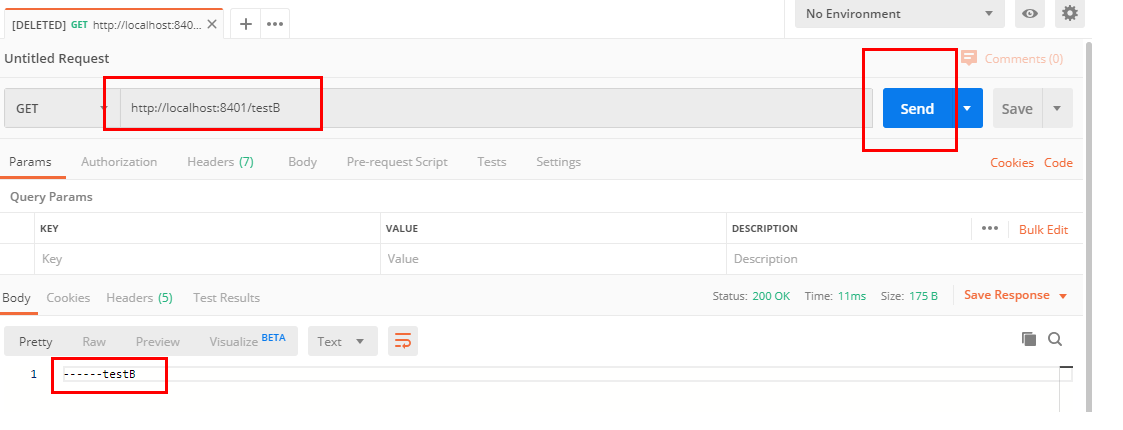 [DELETED] GET http://localhost:840... No Environment
Untitled Request Comments (0)
GET http://localhost:8401/testB Send Save
Params Authorization Headers (7) Body Pre-request Script Tests Settings Cookies Code
Query Params
KEY VALUE DESCRIPTION Bulk Edit
Key Value Description
Body Cookies Headers (5) Test Results Status: 200 OK Time: 11ms Size: 175 B Save Response
Pretty Raw Preview Visualize BETA Text
1 ------testB